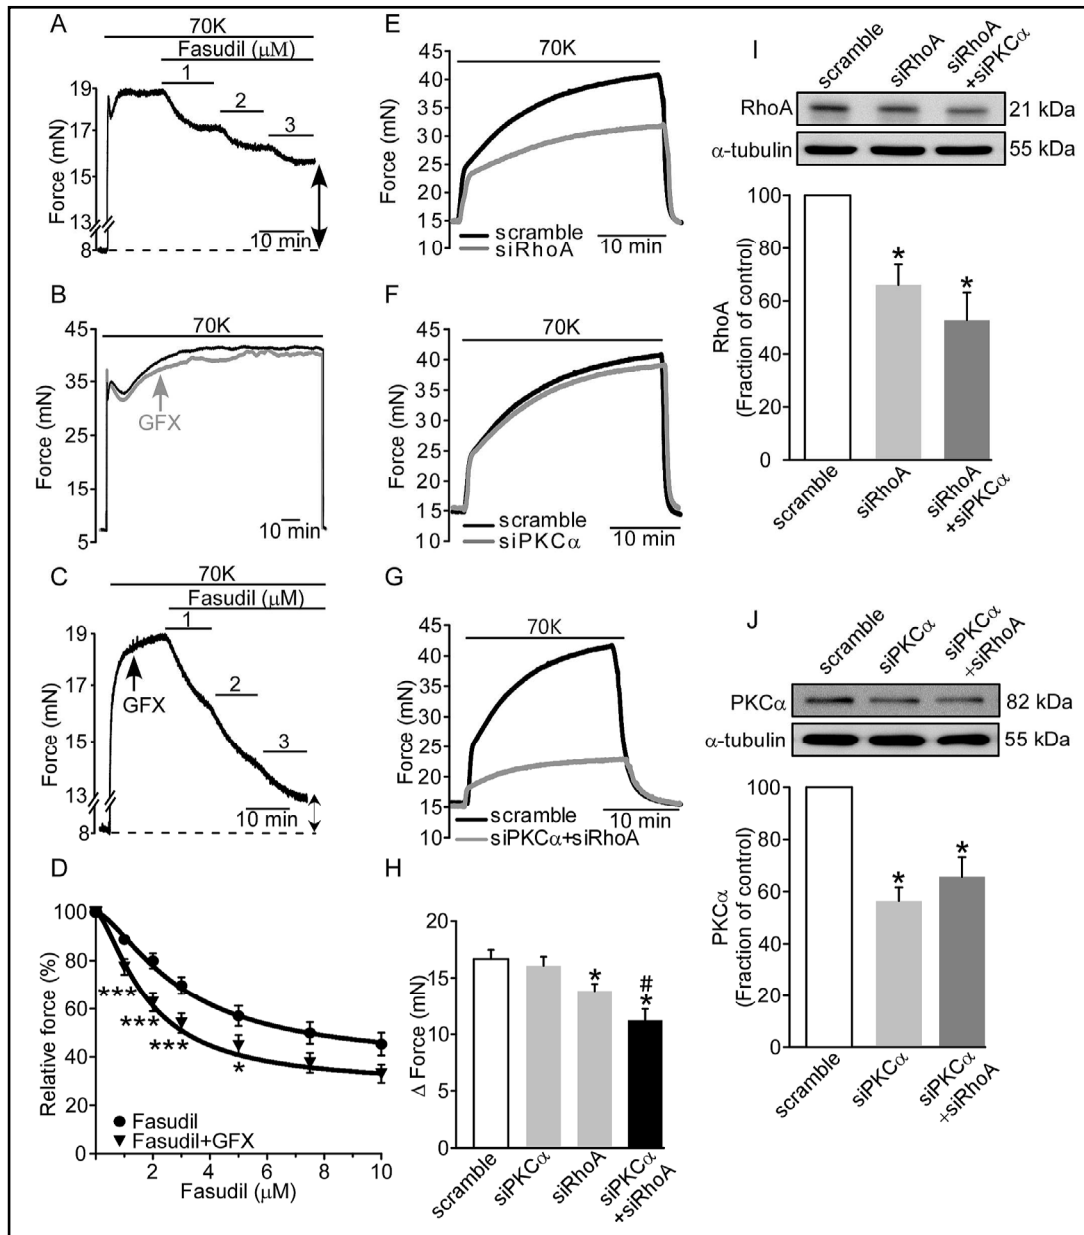 A
70K
Fasudil (μM)
1
2
3
19
17
15
13
8
Force (mN)
10 min
B
70K
45
35
25
15
5
Force (mN)
GFX
10 min
C
70K
Fasudil (μM)
1
2
3
19
17
15
13
8
Force (mN)
GFX
10 min
D
100
80
60
40
20
0
Relative force (%)
***
***
***
*
Fasudil
Fasudil+GFX
2
4
6
8
10
Fasudil (μM)
E
70K
45
40
35
30
25
20
15
10
Force (mN)
scramble
siRhoA
10 min
F
70K
45
40
35
30
25
20
15
10
Force (mN)
scramble
siPKCα
10 min
G
70K
45
40
35
30
25
20
15
10
Force (mN)
scramble
siPKCα+siRhoA
10 min
H
20
15
10
5
0
Δ Force (mN)
*
#
*
scramble
siPKCα
siRhoA
siPKCα
+siRhoA
I
scramble
siRhoA
siRhoA
+siPKCα
RhoA
21 kDa
α-tubulin
55 kDa
100
80
60
40
20
0
RhoA
(Fraction of control)
*
*
scramble
siRhoA
siRhoA
+siPKCα
J
scramble
siPKCα
siPKCα
+siRhoA
PKCα
82 kDa
α-tubulin
55 kDa
100
80
60
40
20
0
PKCα
(Fraction of control)
*
*
scramble
siPKCα
siPKCα
+siRhoA